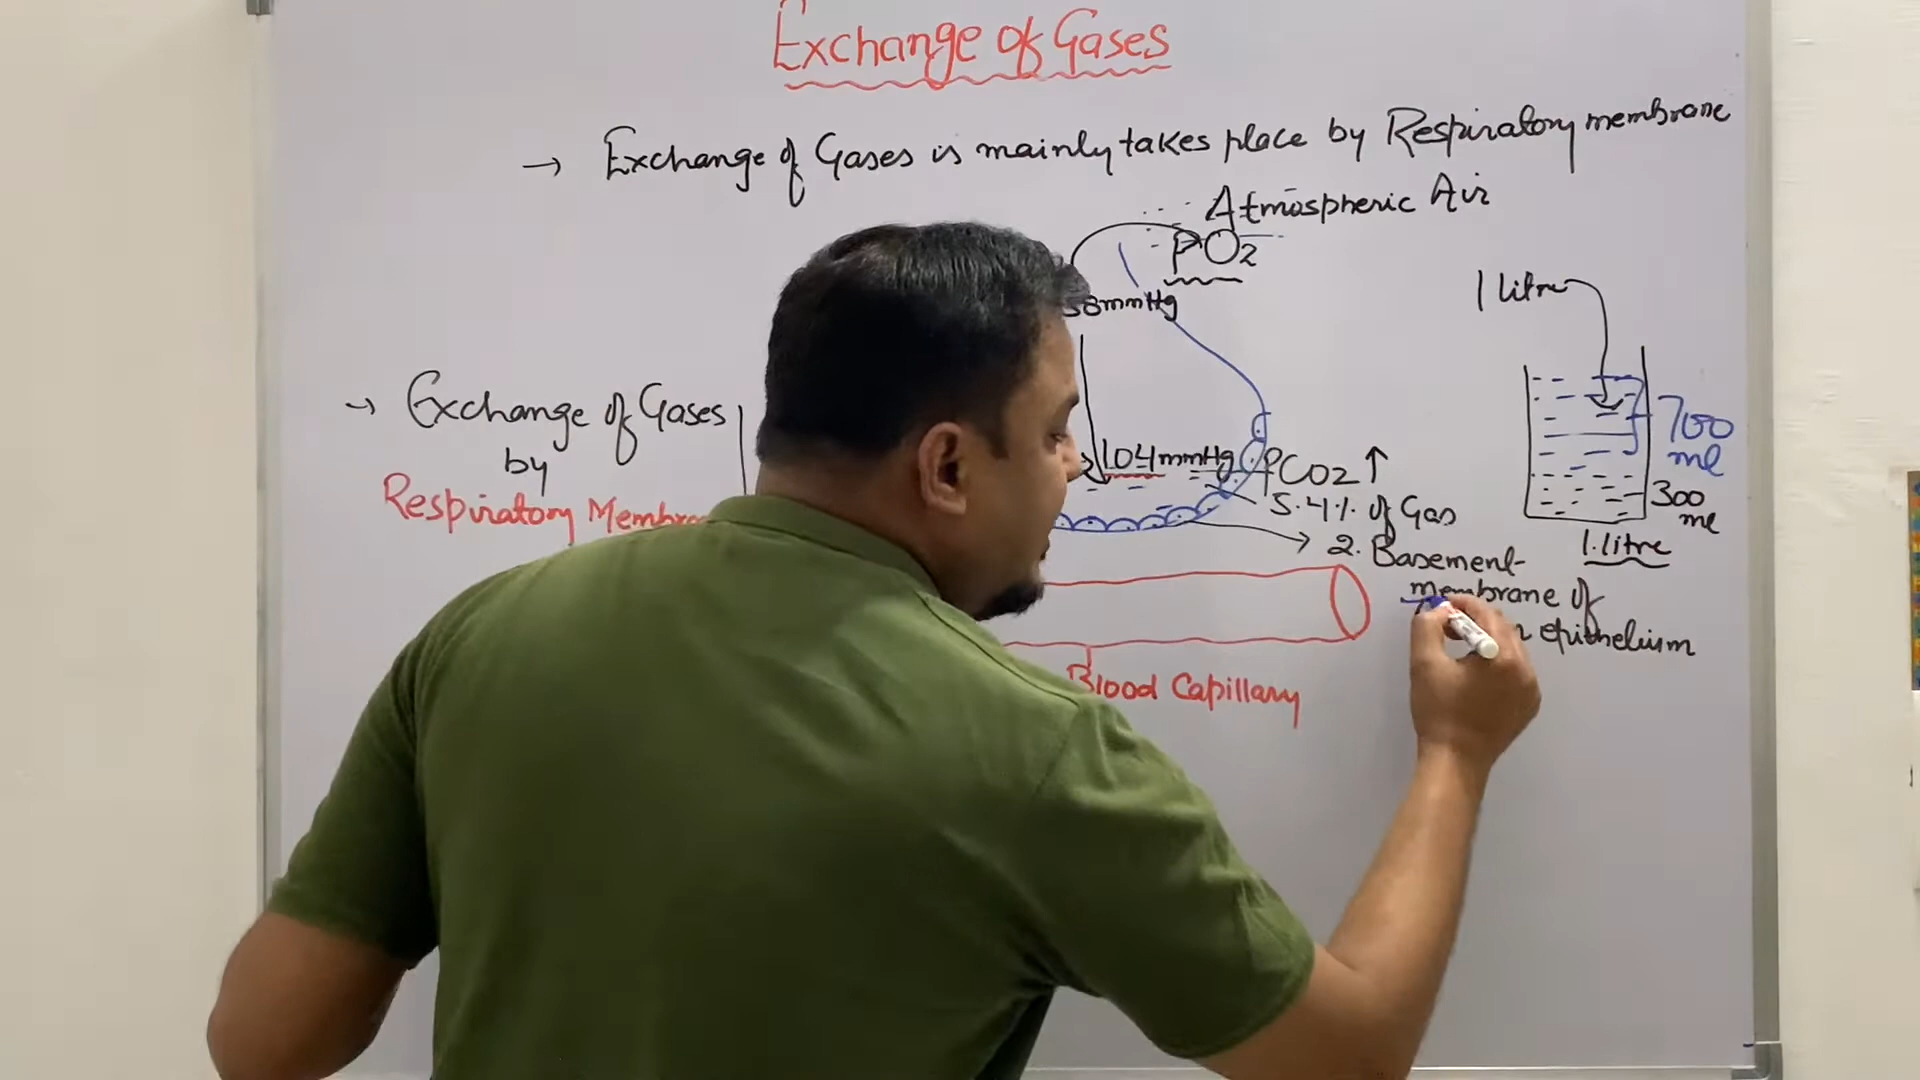 Exchange of Gases
→ Exchange of Gases is mainly takes place by Respiratory membrane
Atmospheric Air
pO2
8mmHg
1 litre
→ Exchange of Gases
by
Respiratory
104mmHg
PCO2 ↑
5.4% of Gas
700
ml
300
ml
1 litre
2. Basement
membrane of
epithelium
Blood Capillary